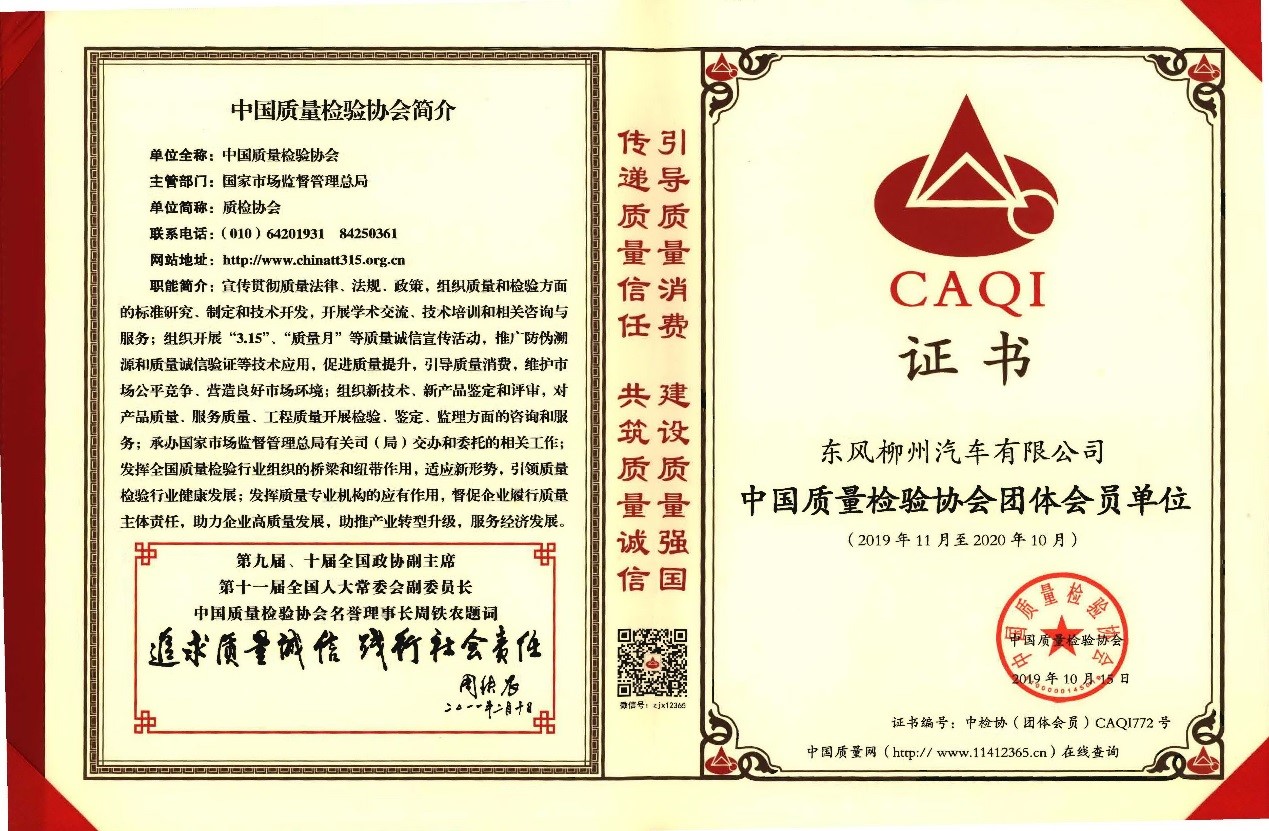 中国质量检验协会简介
单位全称：中国质量检验协会
主管部门：国家市场监督管理总局
单位简称：质检协会
联系电话：（010）64201931 84250361
网站地址：http://www.chinatt315.org.cn
职能简介：宣传贯彻质量法律、法规、政策，组织质量和检验方面
的标准研究、制定和技术开发，开展学术交流、技术培训和相关咨询与
服务；组织开展“3.15”、“质量月”等质量诚信宣传活动，推广防伪溯
源和质量诚信验证等技术应用，促进质量提升，引导质量消费，维护市
场公平竞争、营造良好市场环境；组织新技术、新产品鉴定和评审，对
产品质量、服务质量、工程质量开展检验、鉴定、监理方面的咨询和服
务；承办国家市场监督管理总局有关司（局）交办和委托的相关工作；
发挥全国质量检验行业组织的桥梁和纽带作用，适应新形势，引领质量
检验行业健康发展；发挥质量专业机构的应有作用，督促企业履行质量
主体责任，助力企业高质量发展，助推产业转型升级，服务经济发展。
第九届、十届全国政协副主席
第十一届全国人大常委会副委员长
中国质量检验协会名誉理事长周铁农题词
追求质量诚信 践行社会责任
周铁农
二〇一一年二月十日
引导质量消费 建设质量强国
传递质量信任 共筑质量诚信
微信号：zjx12365
CAQI
证书
东风柳州汽车有限公司
中国质量检验协会团体会员单位
（2019年11月至2020年10月）
中国质量检验协会
中国质量检验协会
2019年10月15日
证书编号：中检协（团体会员）CAQI772号
中国质量网（http:// www.11412365.cn）在线查询